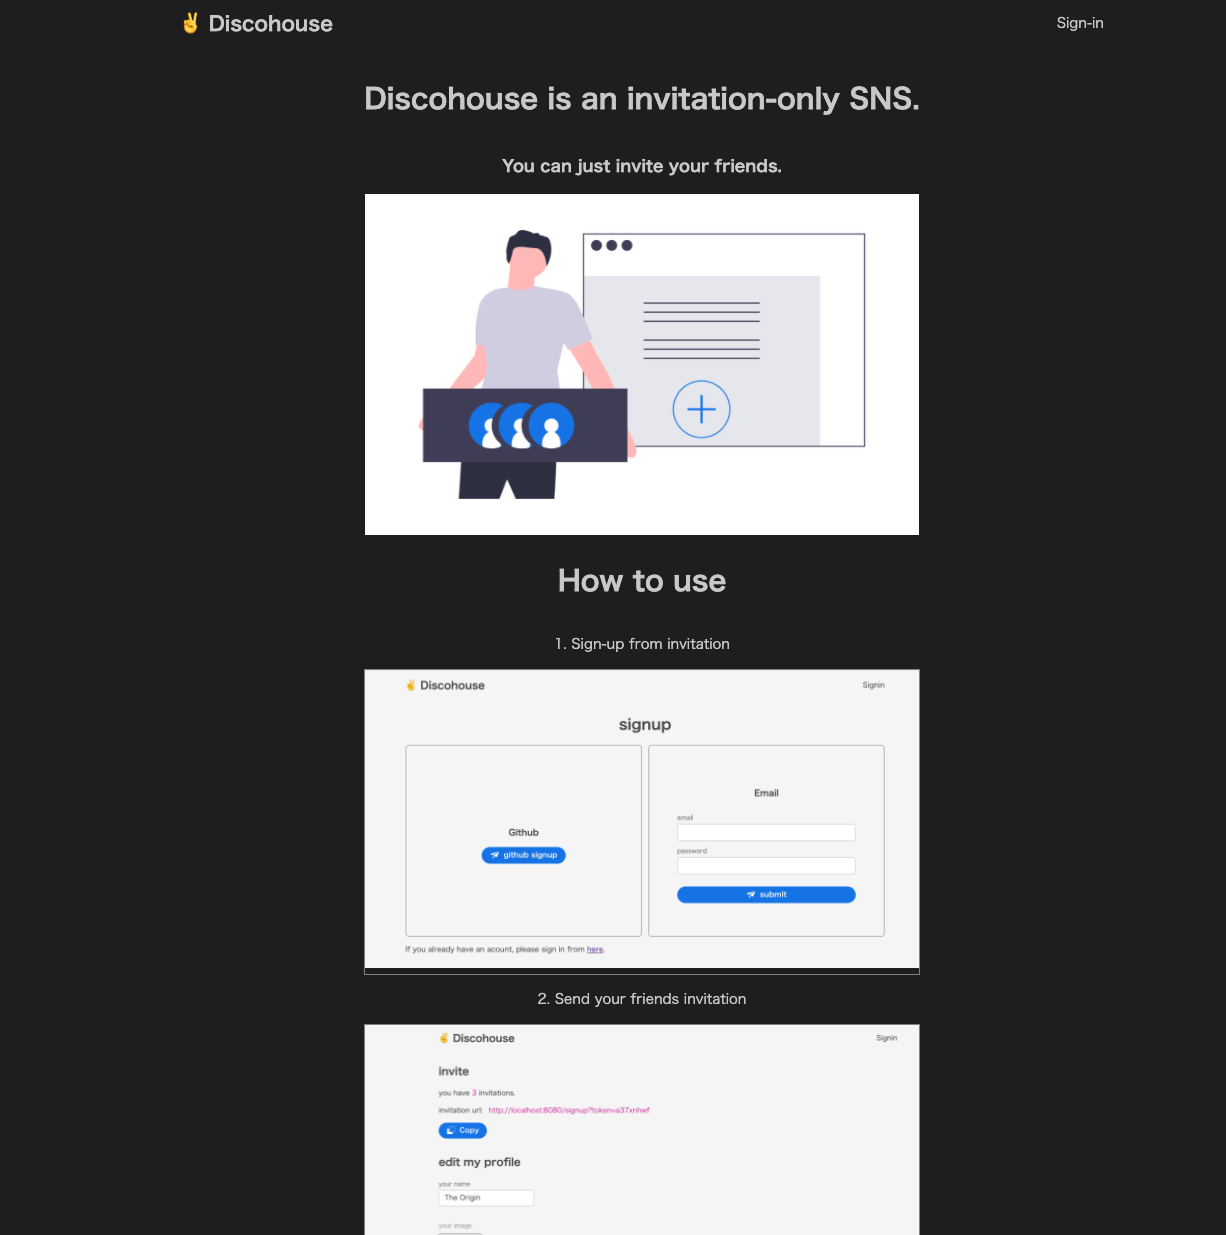 ✌ Discohouse
Sign-in
Discohouse is an invitation-only SNS.
You can just invite your friends.
How to use
1. Sign-up from invitation
✌ Discohouse
Signin
signup
Github
github signup
Email
email
password
submit
If you already have an acount, please sign in from here.
2. Send your friends invitation
✌ Discohouse
Signin
invite
you have 3 invitations.
invitation url: http://localhost:8080/signup?token=a37xnhwf
Copy
edit my profile
your name
The Origin
your image